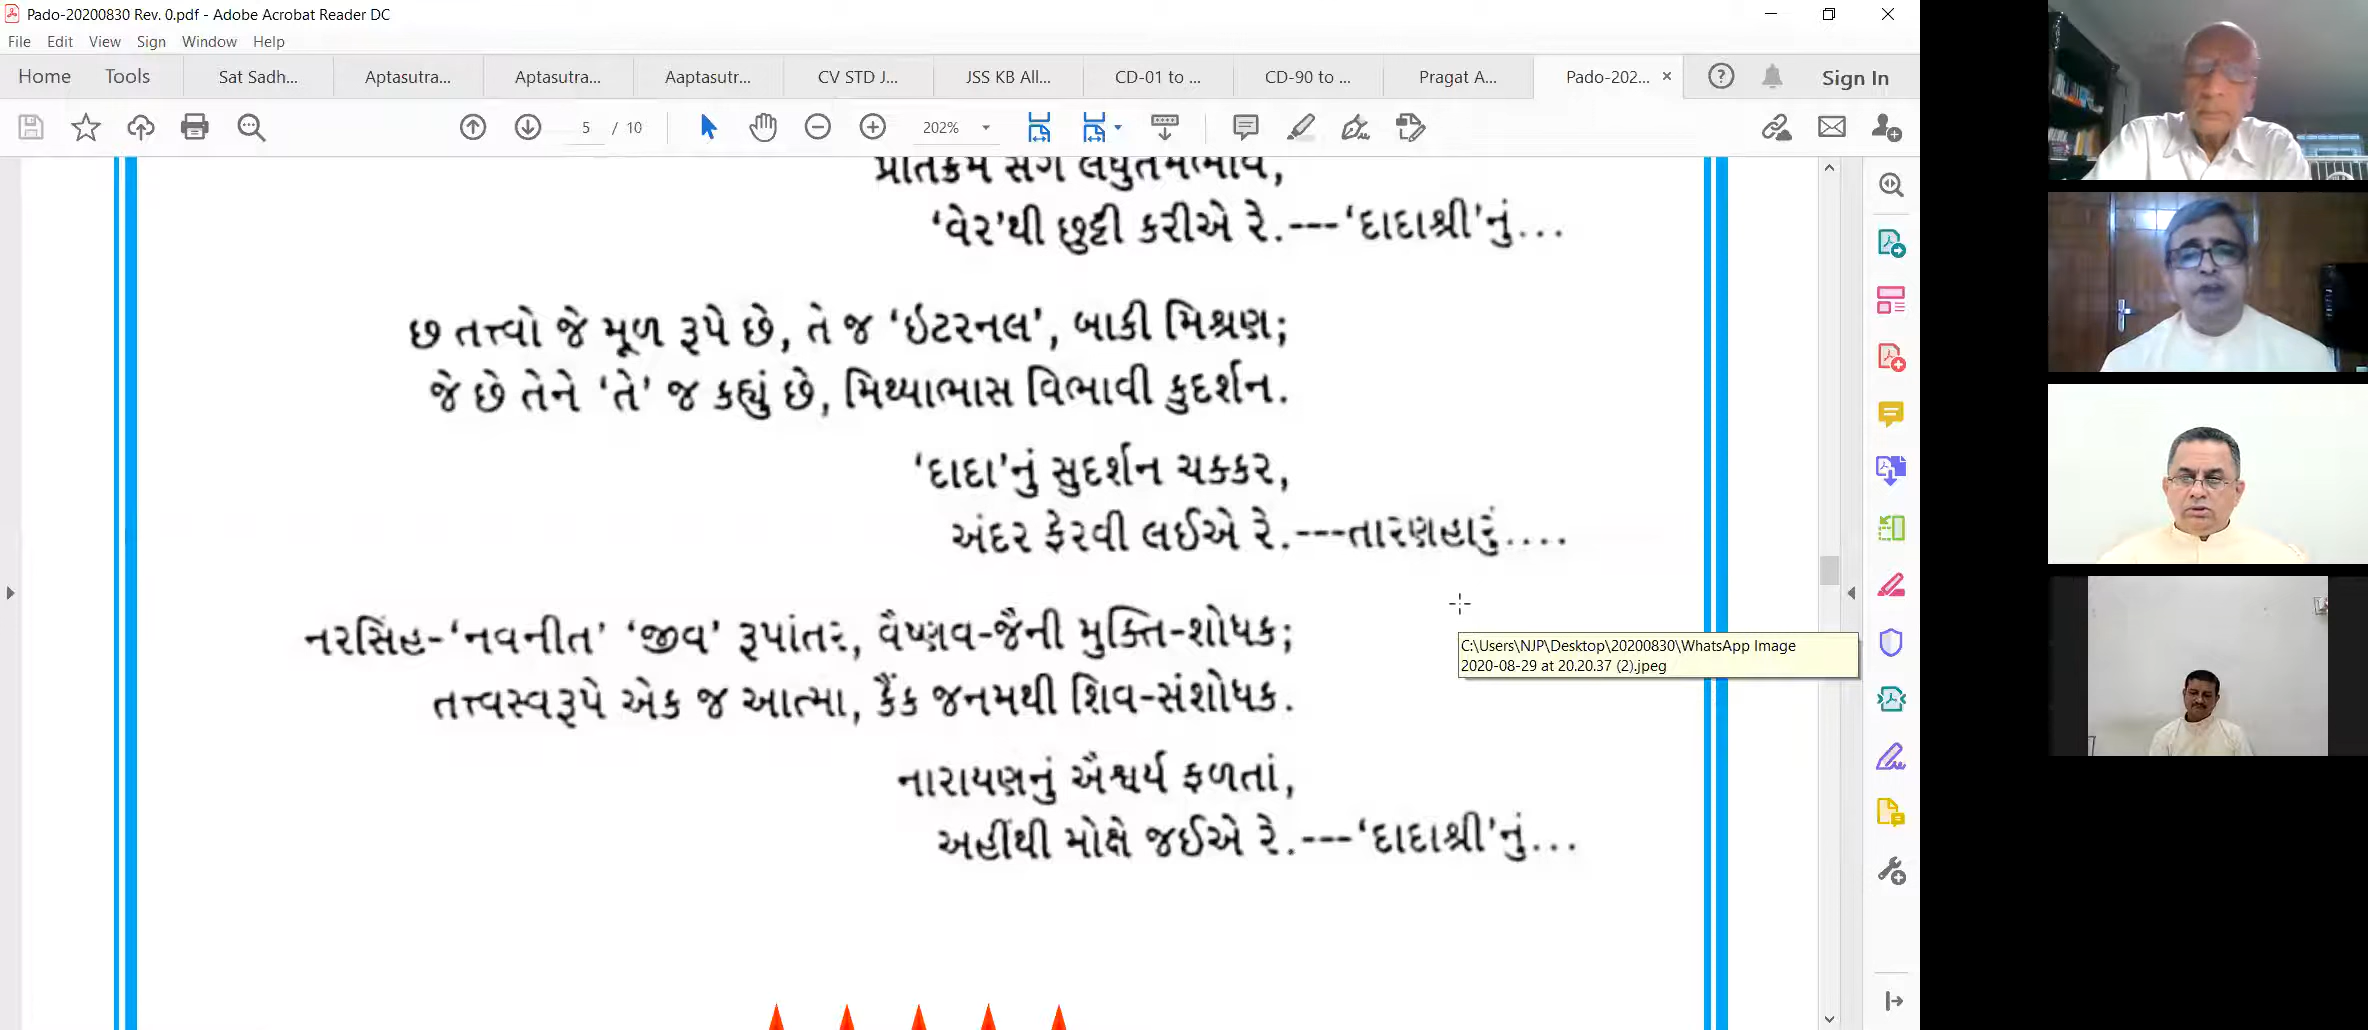 Pado-20200830 Rev. 0.pdf - Adobe Acrobat Reader DC
File Edit View Sign Window Help
Home Tools Sat Sadh... Aptasutra... Aptasutra... Aaptasutr... CV STD J... JSS KB All... CD-01 to ... CD-90 to ... Pragat A... Pado-202... × Sign In
5 / 10 202%
પ્રતિક્રમ સંગ લઘુતમભાવ,
‘વેર’થી છુટ્ટી કરીએ રે.---‘દાદાશ્રી’નું...
છ તત્ત્વો જે મૂળ રૂપે છે, તે જ ‘ઇટરનલ’, બાકી મિશ્રણ;
જે છે તેને ‘તે’ જ કહ્યું છે, મિથ્યાભાસ વિભાવી કુદર્શન.
‘દાદા’નું સુદર્શન ચક્કર,
અંદર ફેરવી લઈએ રે.---તારણહારું....
નરસિંહ-‘નવનીત’ ‘જીવ’ રૂપાંતર, વૈષ્ણવ-જૈની મુક્તિ-શોધક;
તત્ત્વસ્વરૂપે એક જ આત્મા, કૈંક જનમથી શિવ-સંશોધક.
નારાયણનું ઐશ્વર્ય ફળતાં,
અહીંથી મોક્ષે જઈએ રે.---‘દાદાશ્રી’નું...
C:\Users\NJP\Desktop\20200830\WhatsApp Image
2020-08-29 at 20.20.37 (2).jpeg